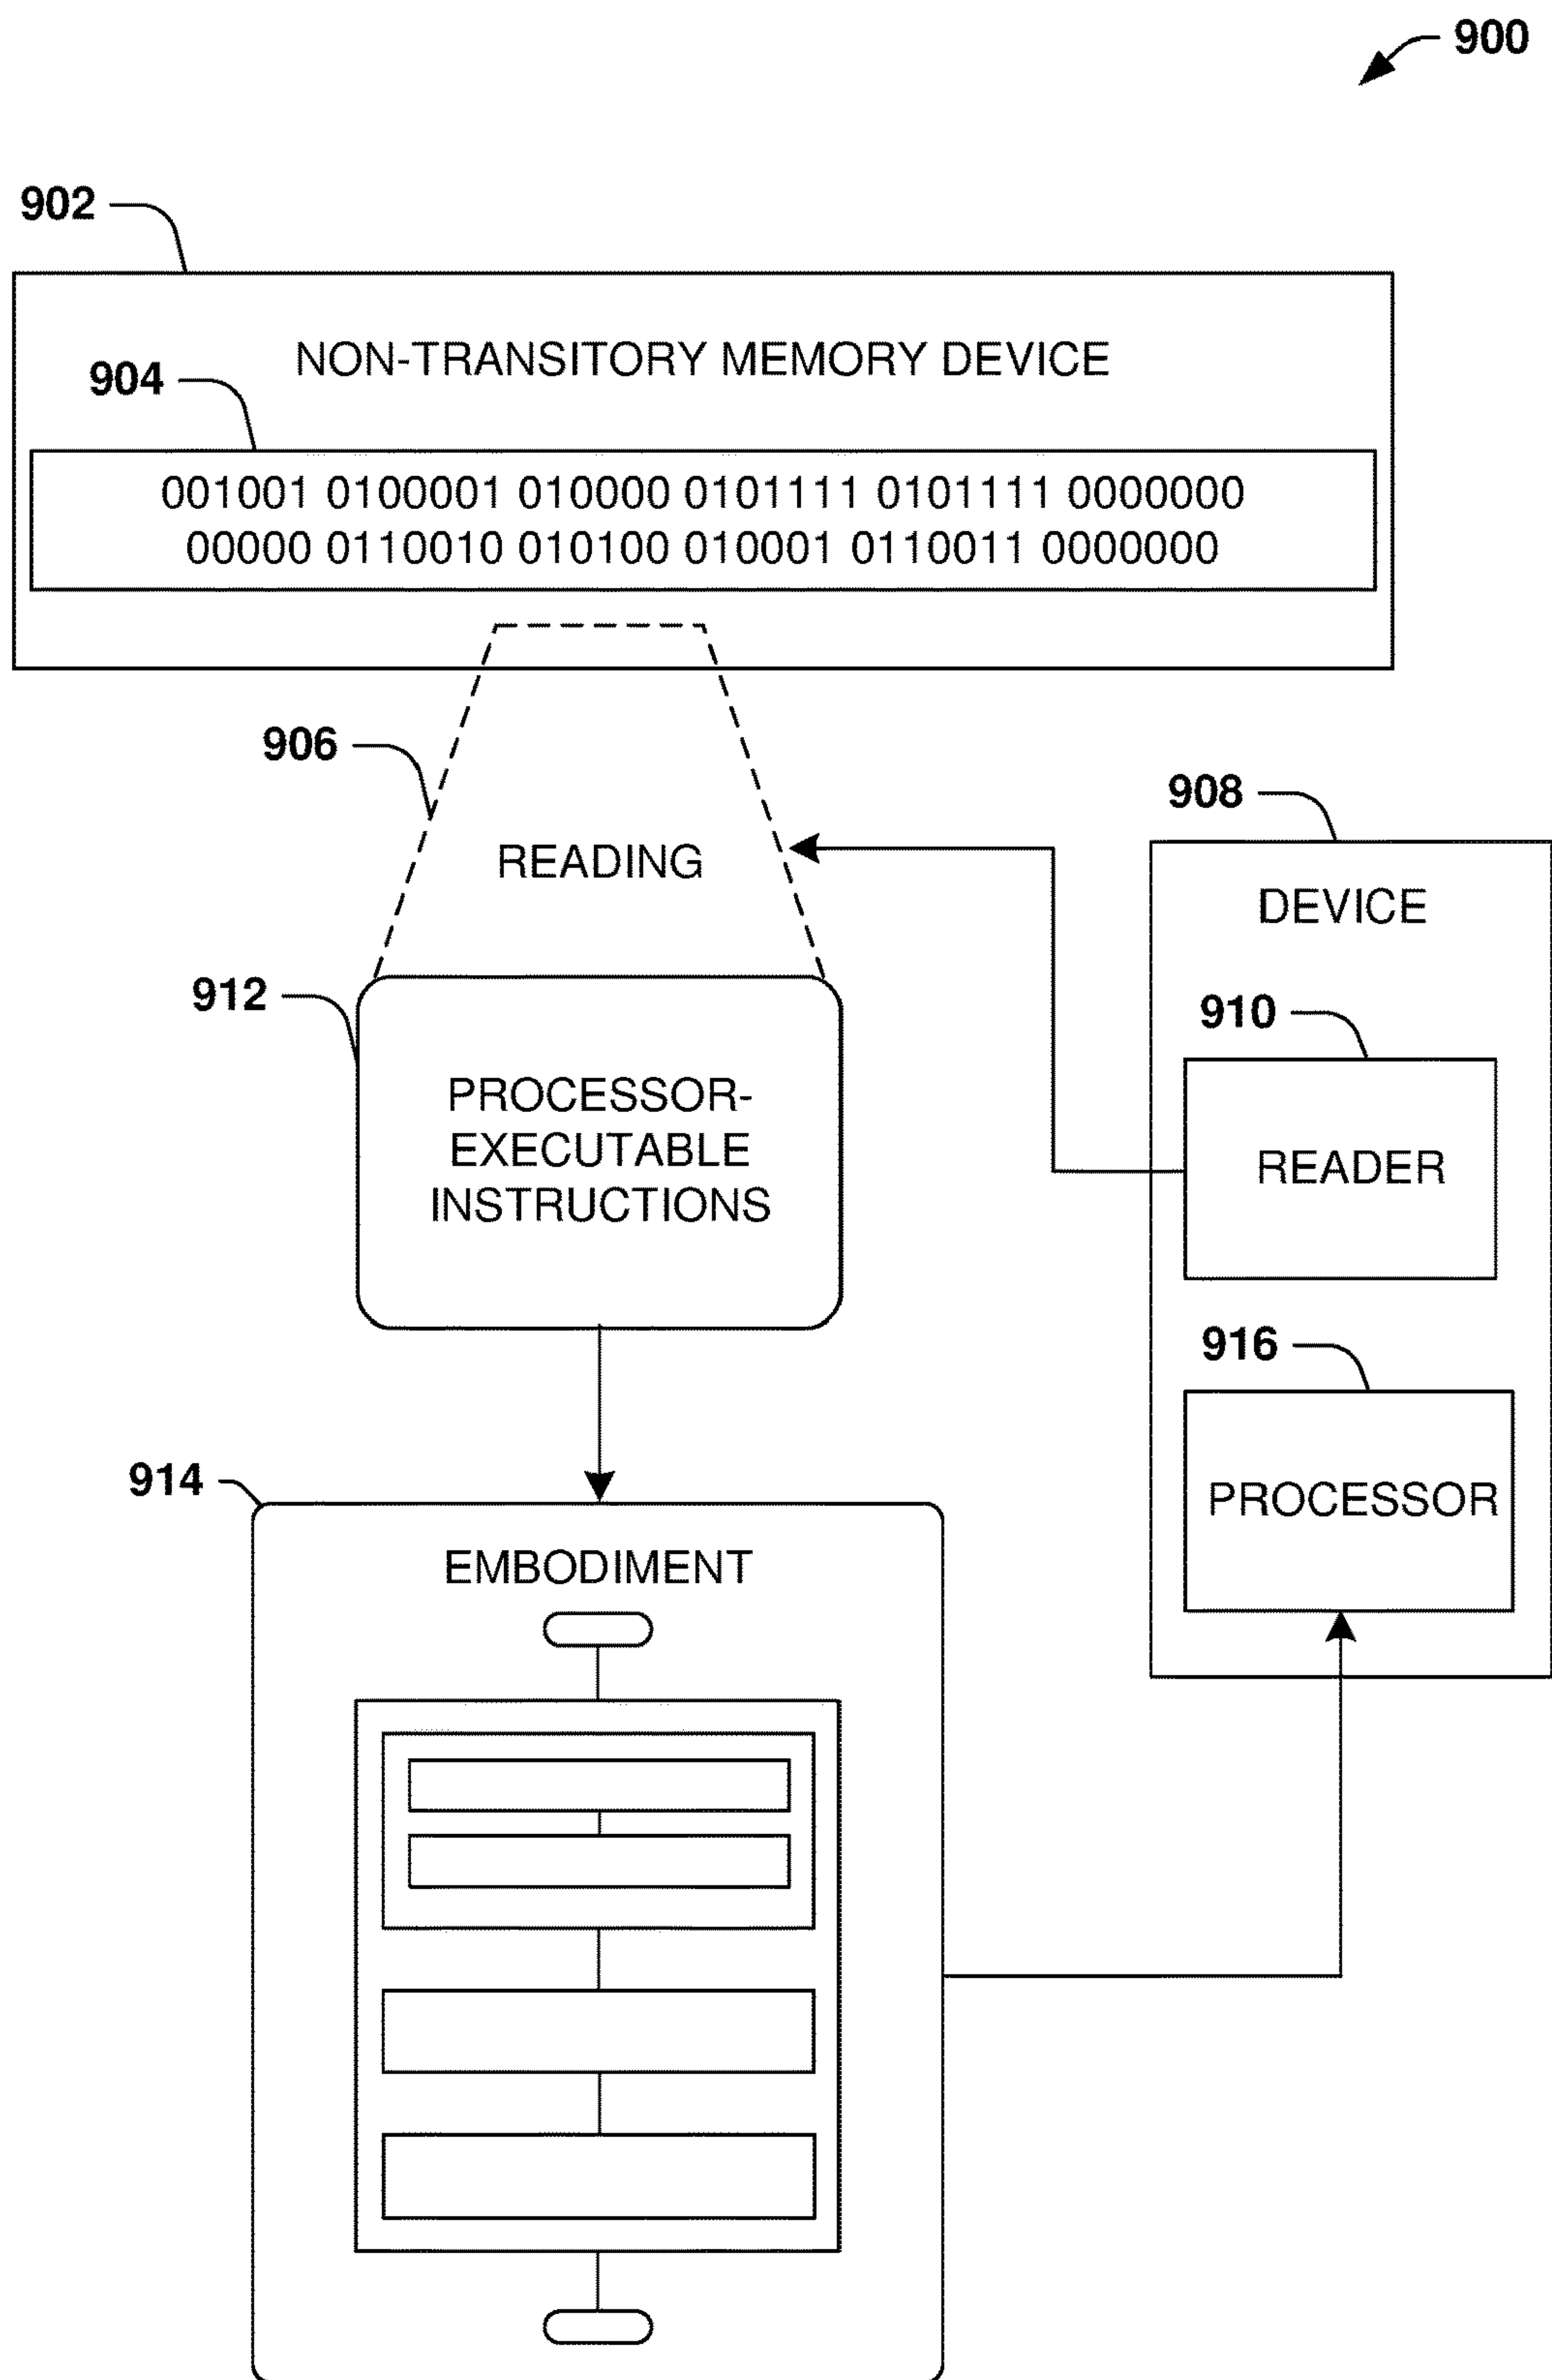 900
902
NON-TRANSITORY MEMORY DEVICE
904
001001 0100001 010000 0101111 0101111 0000000
00000 0110010 010100 010001 0110011 0000000
906
READING
908
DEVICE
912
910
PROCESSOR-
EXECUTABLE
INSTRUCTIONS
READER
916
PROCESSOR
914
EMBODIMENT